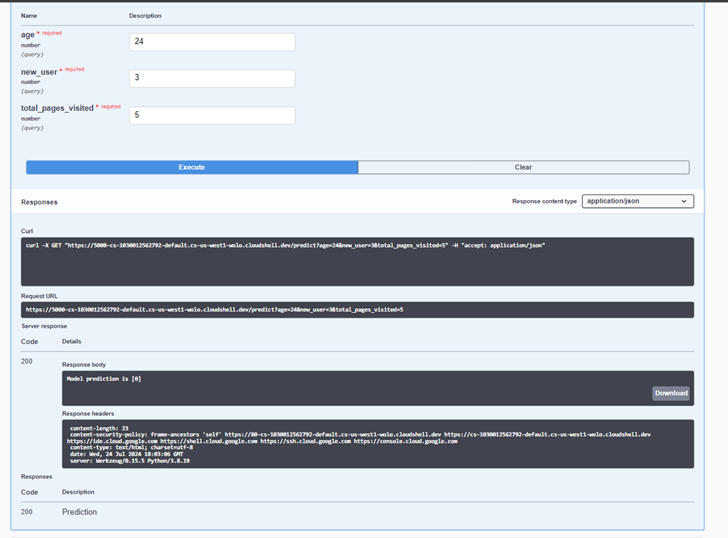 Name Description
age * required
number
(query)
24
new_user * required
number
(query)
3
total_pages_visited * required
number
(query)
5
Execute Clear
Responses Response content type application/json
Curl
curl -X GET "https://5000-cs-1030012562792-default.cs-us-west1-wolo.cloudshell.dev/predict?age=24&new_user=3&total_pages_visited=5" -H "accept: application/json"
Request URL
https://5000-cs-1030012562792-default.cs-us-west1-wolo.cloudshell.dev/predict?age=24&new_user=3&total_pages_visited=5
Server response
Code Details
200
Response body
Model prediction is [0]
Download
Response headers
content-length: 23
content-security-policy: frame-ancestors 'self' https://80-cs-1030012562792-default.cs-us-west1-wolo.cloudshell.dev https://cs-1030012562792-default.cs-us-west1-wolo.cloudshell.dev
https://ide.cloud.google.com https://shell.cloud.google.com https://ssh.cloud.google.com https://console.cloud.google.com
content-type: text/html; charset=utf-8
date: Wed, 24 Jul 2024 18:03:06 GMT
server: Werkzeug/0.15.5 Python/3.8.19
Responses
Code Description
200 Prediction